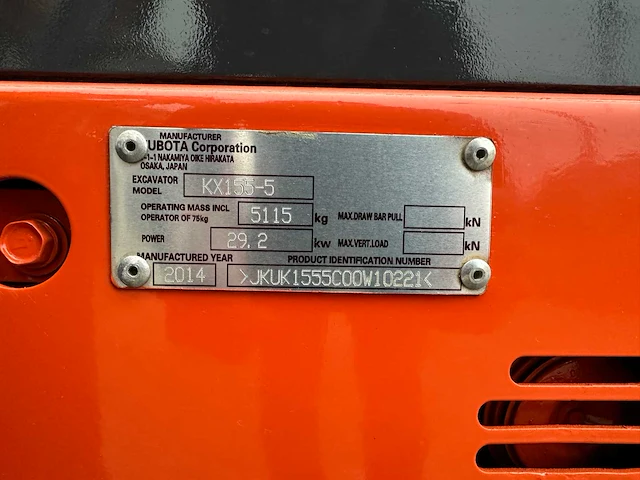 MANUFACTURER
UBOTA Corporation
-1-1 NAKAMIYA OIKE HIRAKATA
OSAKA, JAPAN
EXCAVATOR MODEL KX155-5
OPERATING MASS INCL OPERATOR OF 75kg 5115 kg MAX.DRAW BAR PULL kN
POWER 29,2 kw MAX.VERT.LOAD kN
MANUFACTURED YEAR PRODUCT IDENTIFICATION NUMBER
2014 >JKUK1555C00W10221<